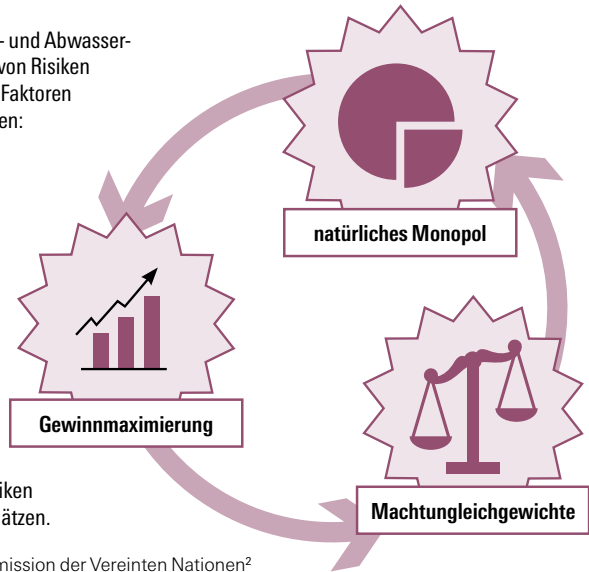 - und Abwasser-
von Risiken
Faktoren
en:
natürliches Monopol
Gewinnmaximierung
Machtungleichgewichte
iken
ätzen.
mission der Vereinten Nationen²